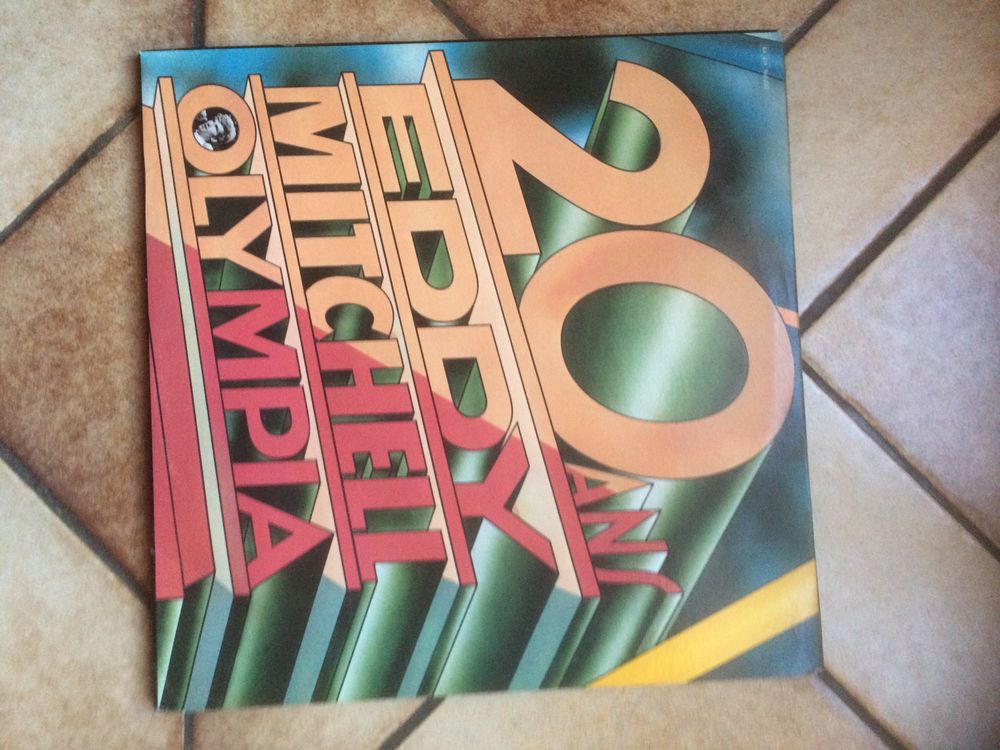 20 ANS
EDDY
MITCHELL
OLYMPIA